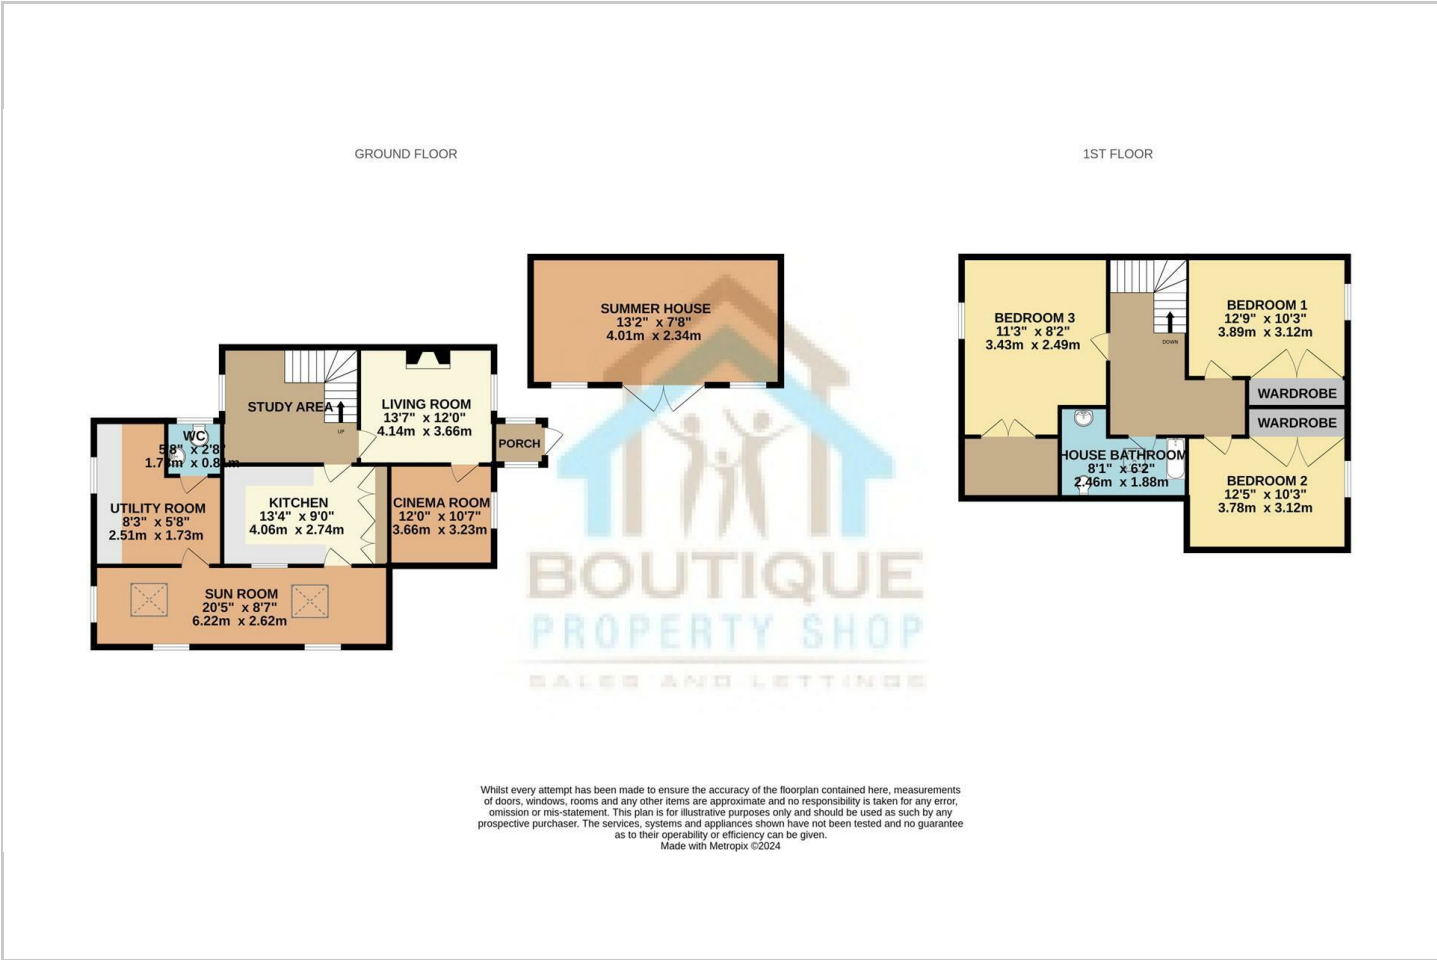 GROUND FLOOR
1ST FLOOR
SUMMER HOUSE
13'2" x 7'8"
4.01m x 2.34m
BEDROOM 3
11'3" x 8'2"
3.43m x 2.49m
BEDROOM 1
12'9" x 10'3"
3.89m x 3.12m
DOWN
WARDROBE
WARDROBE
STUDY AREA
UP
LIVING ROOM
13'7" x 12'0"
4.14m x 3.66m
PORCH
WC
5'8" x 2'8"
1.73m x 0.81m
HOUSE BATHROOM
8'1" x 6'2"
2.46m x 1.88m
BEDROOM 2
12'5" x 10'3"
3.78m x 3.12m
UTILITY ROOM
8'3" x 5'8"
2.51m x 1.73m
KITCHEN
13'4" x 9'0"
4.06m x 2.74m
CINEMA ROOM
12'0" x 10'7"
3.66m x 3.23m
SUN ROOM
20'5" x 8'7"
6.22m x 2.62m
BOUTIQUE
PROPERTY SHOP
SALES AND LETTINGS
Whilst every attempt has been made to ensure the accuracy of the floorplan contained here, measurements
of doors, windows, rooms and any other items are approximate and no responsibility is taken for any error,
omission or mis-statement. This plan is for illustrative purposes only and should be used as such by any
prospective purchaser. The services, systems and appliances shown have not been tested and no guarantee
as to their operability or efficiency can be given.
Made with Metropix ©2024